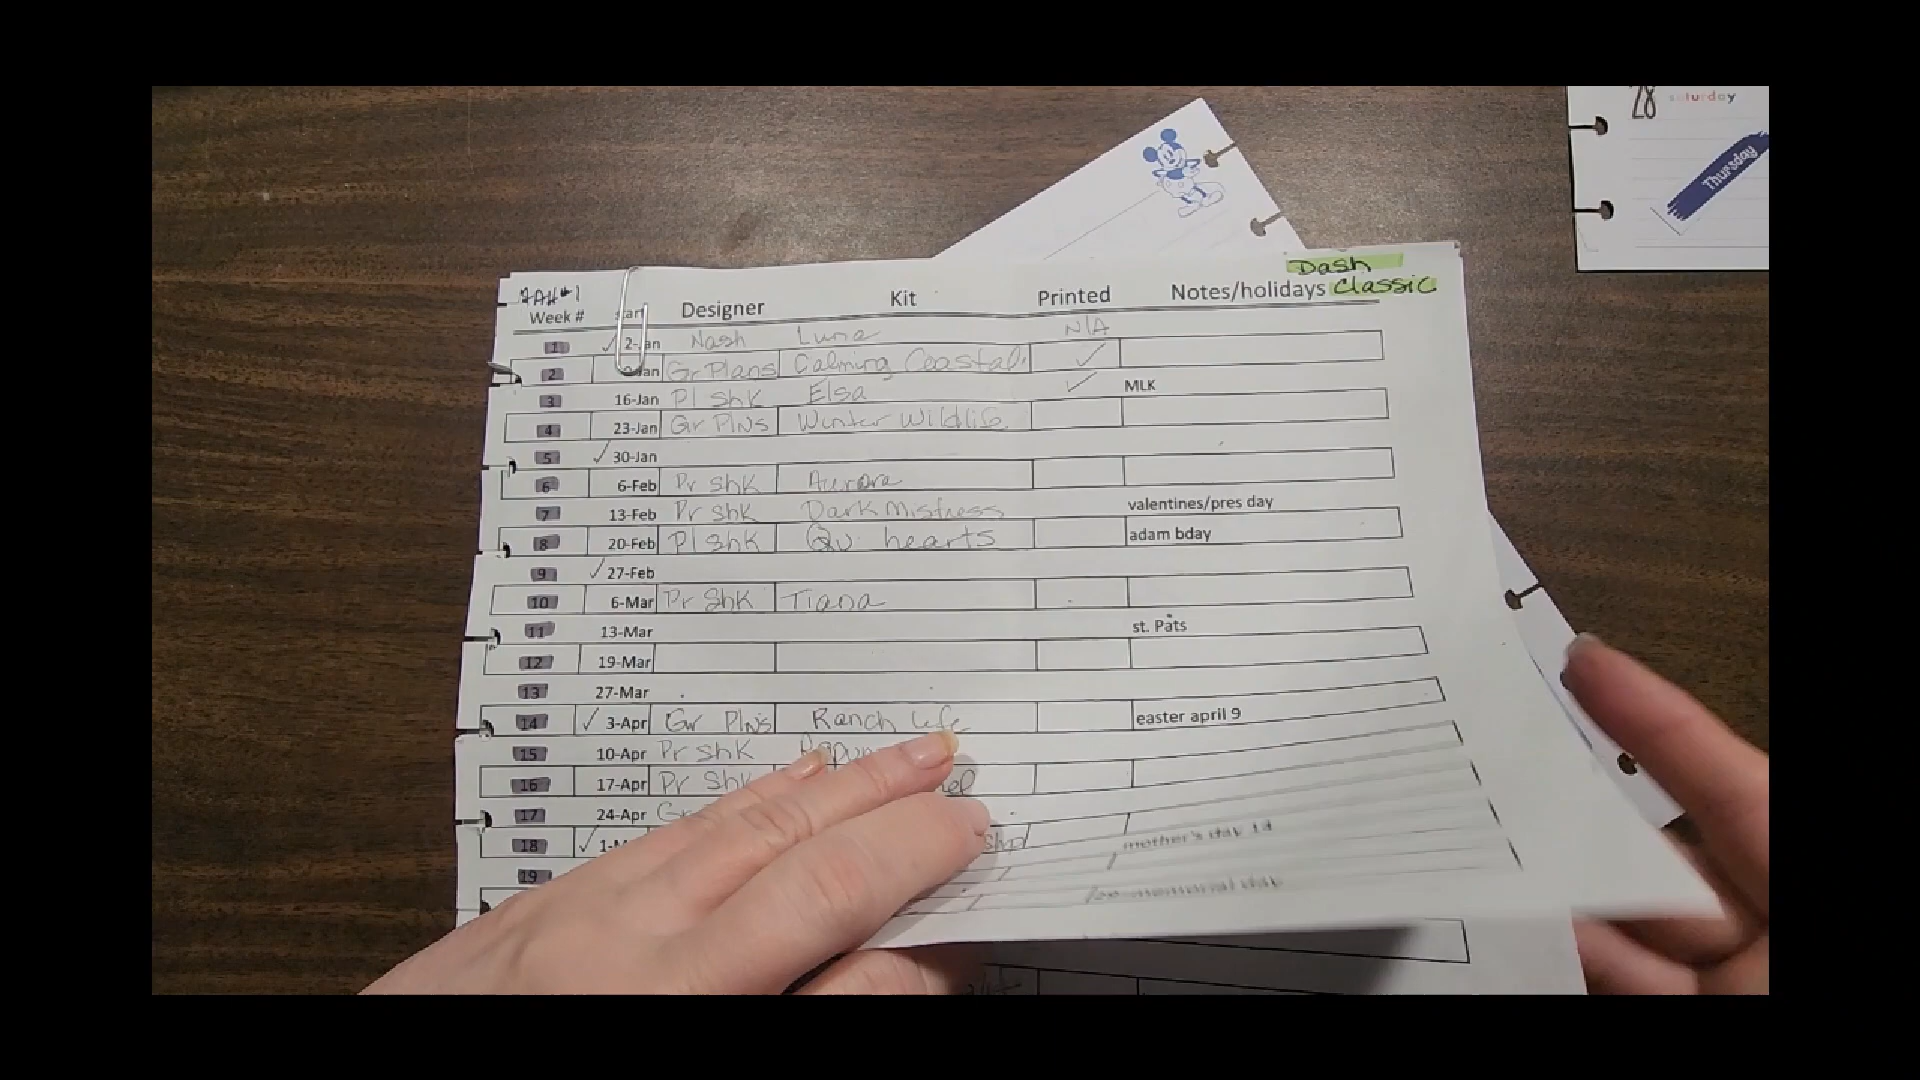 28 saturday
Thursday
Dash
Week # Designer Kit Printed Notes/holidays Classic
1 Nash Luna N/A
2 Jan Gr Plans Calming Coastal ✓
3 16-Jan Pl Shk Elsa ✓ MLK
4 23-Jan Gr Plns Winter Wildlife
5 ✓ 30-Jan
6 6-Feb Pr Shk Aurora
7 13-Feb Pr Shk Dark Mistress valentines/pres day
8 20-Feb Pl Shk Qu. hearts adam bday
9 ✓ 27-Feb
10 6-Mar Pr Shk Tiana
11 13-Mar st. Pats
12 19-Mar
13 27-Mar
14 ✓ 3-Apr Gr Plns Ranch Life easter april 9
15 10-Apr Pr Shk
16 17-Apr Pr Shk
17 24-Apr
18 ✓ mother's day 14
19
memorial day